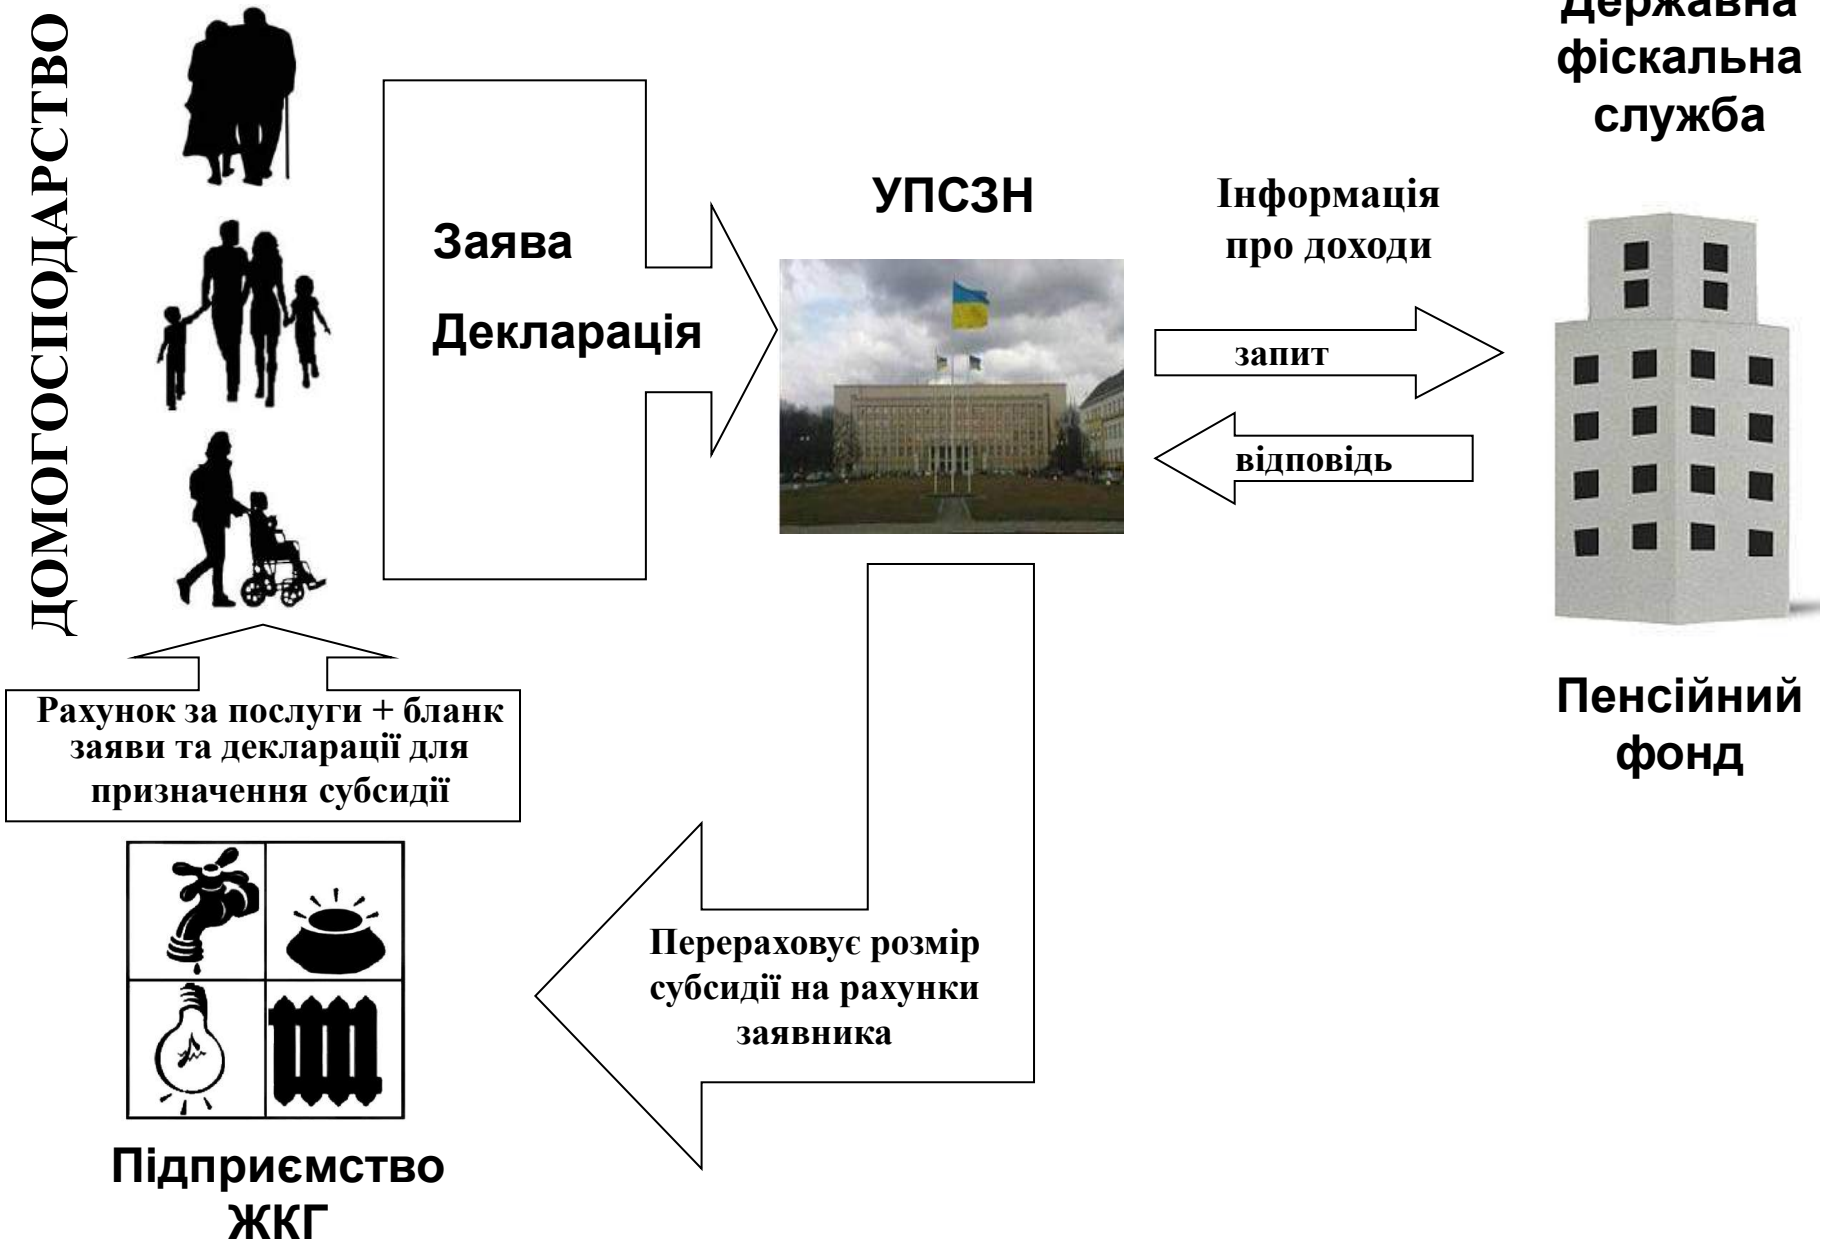 ДОМОГОСПОДАРСТВО
Заява
Декларація
УПСЗН
Інформація
про доходи
запит
відповідь
Державна
фіскальна
служба
Пенсійний
фонд
Рахунок за послуги + бланк
заяви та декларації для
призначення субсидії
Перераховує розмір
субсидії на рахунки
заявника
Підприємство
ЖКГ